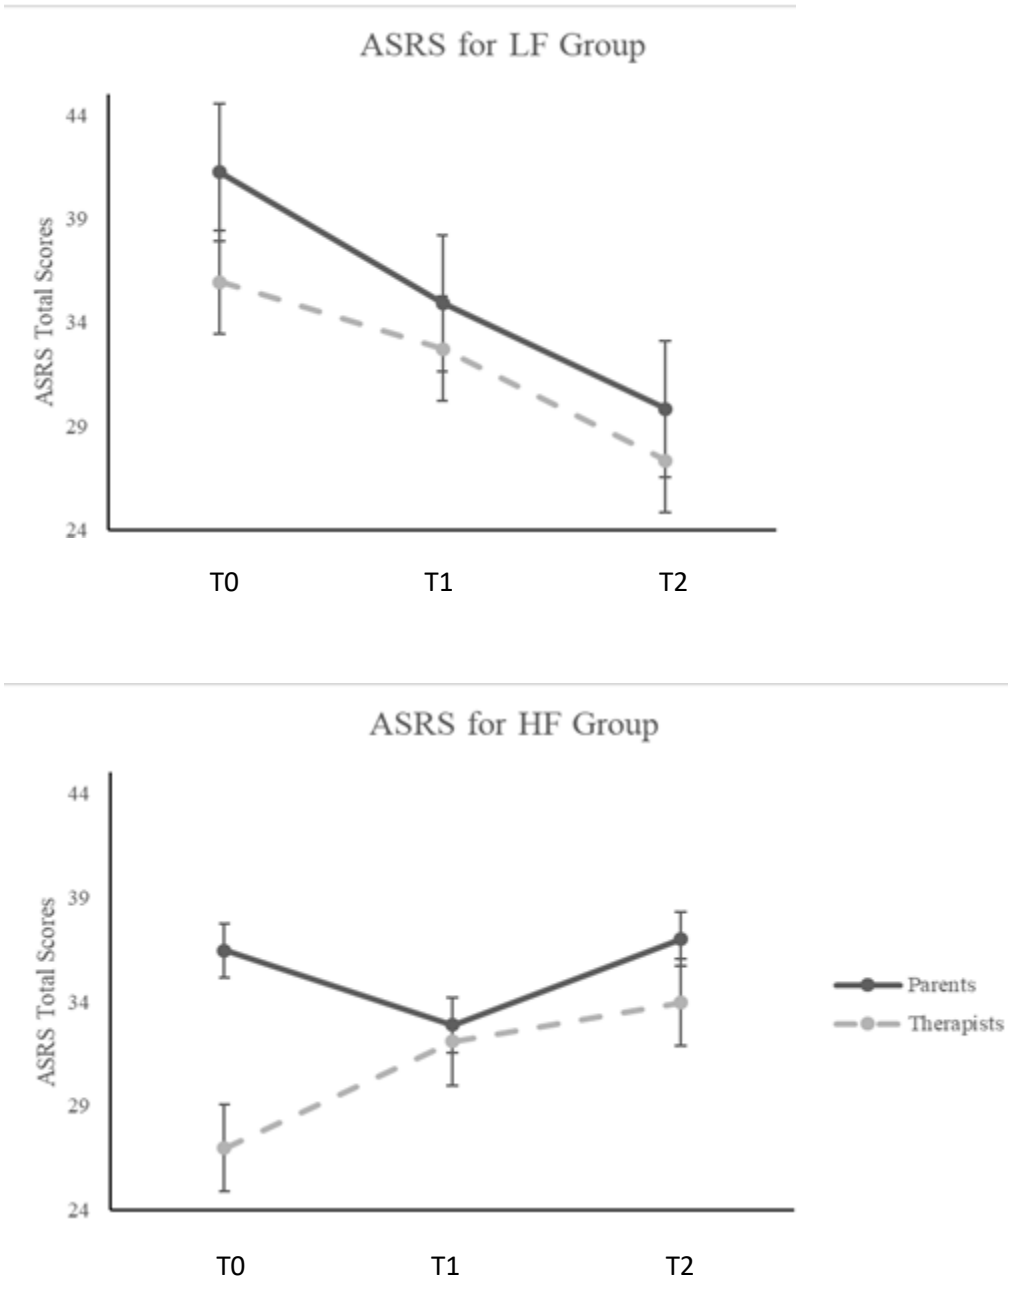 ASRS for LF Group
ASRS Total Scores
44
39
34
29
24
T0 T1 T2
ASRS for HF Group
ASRS Total Scores
44
39
34
29
24
T0 T1 T2
Parents
Therapists